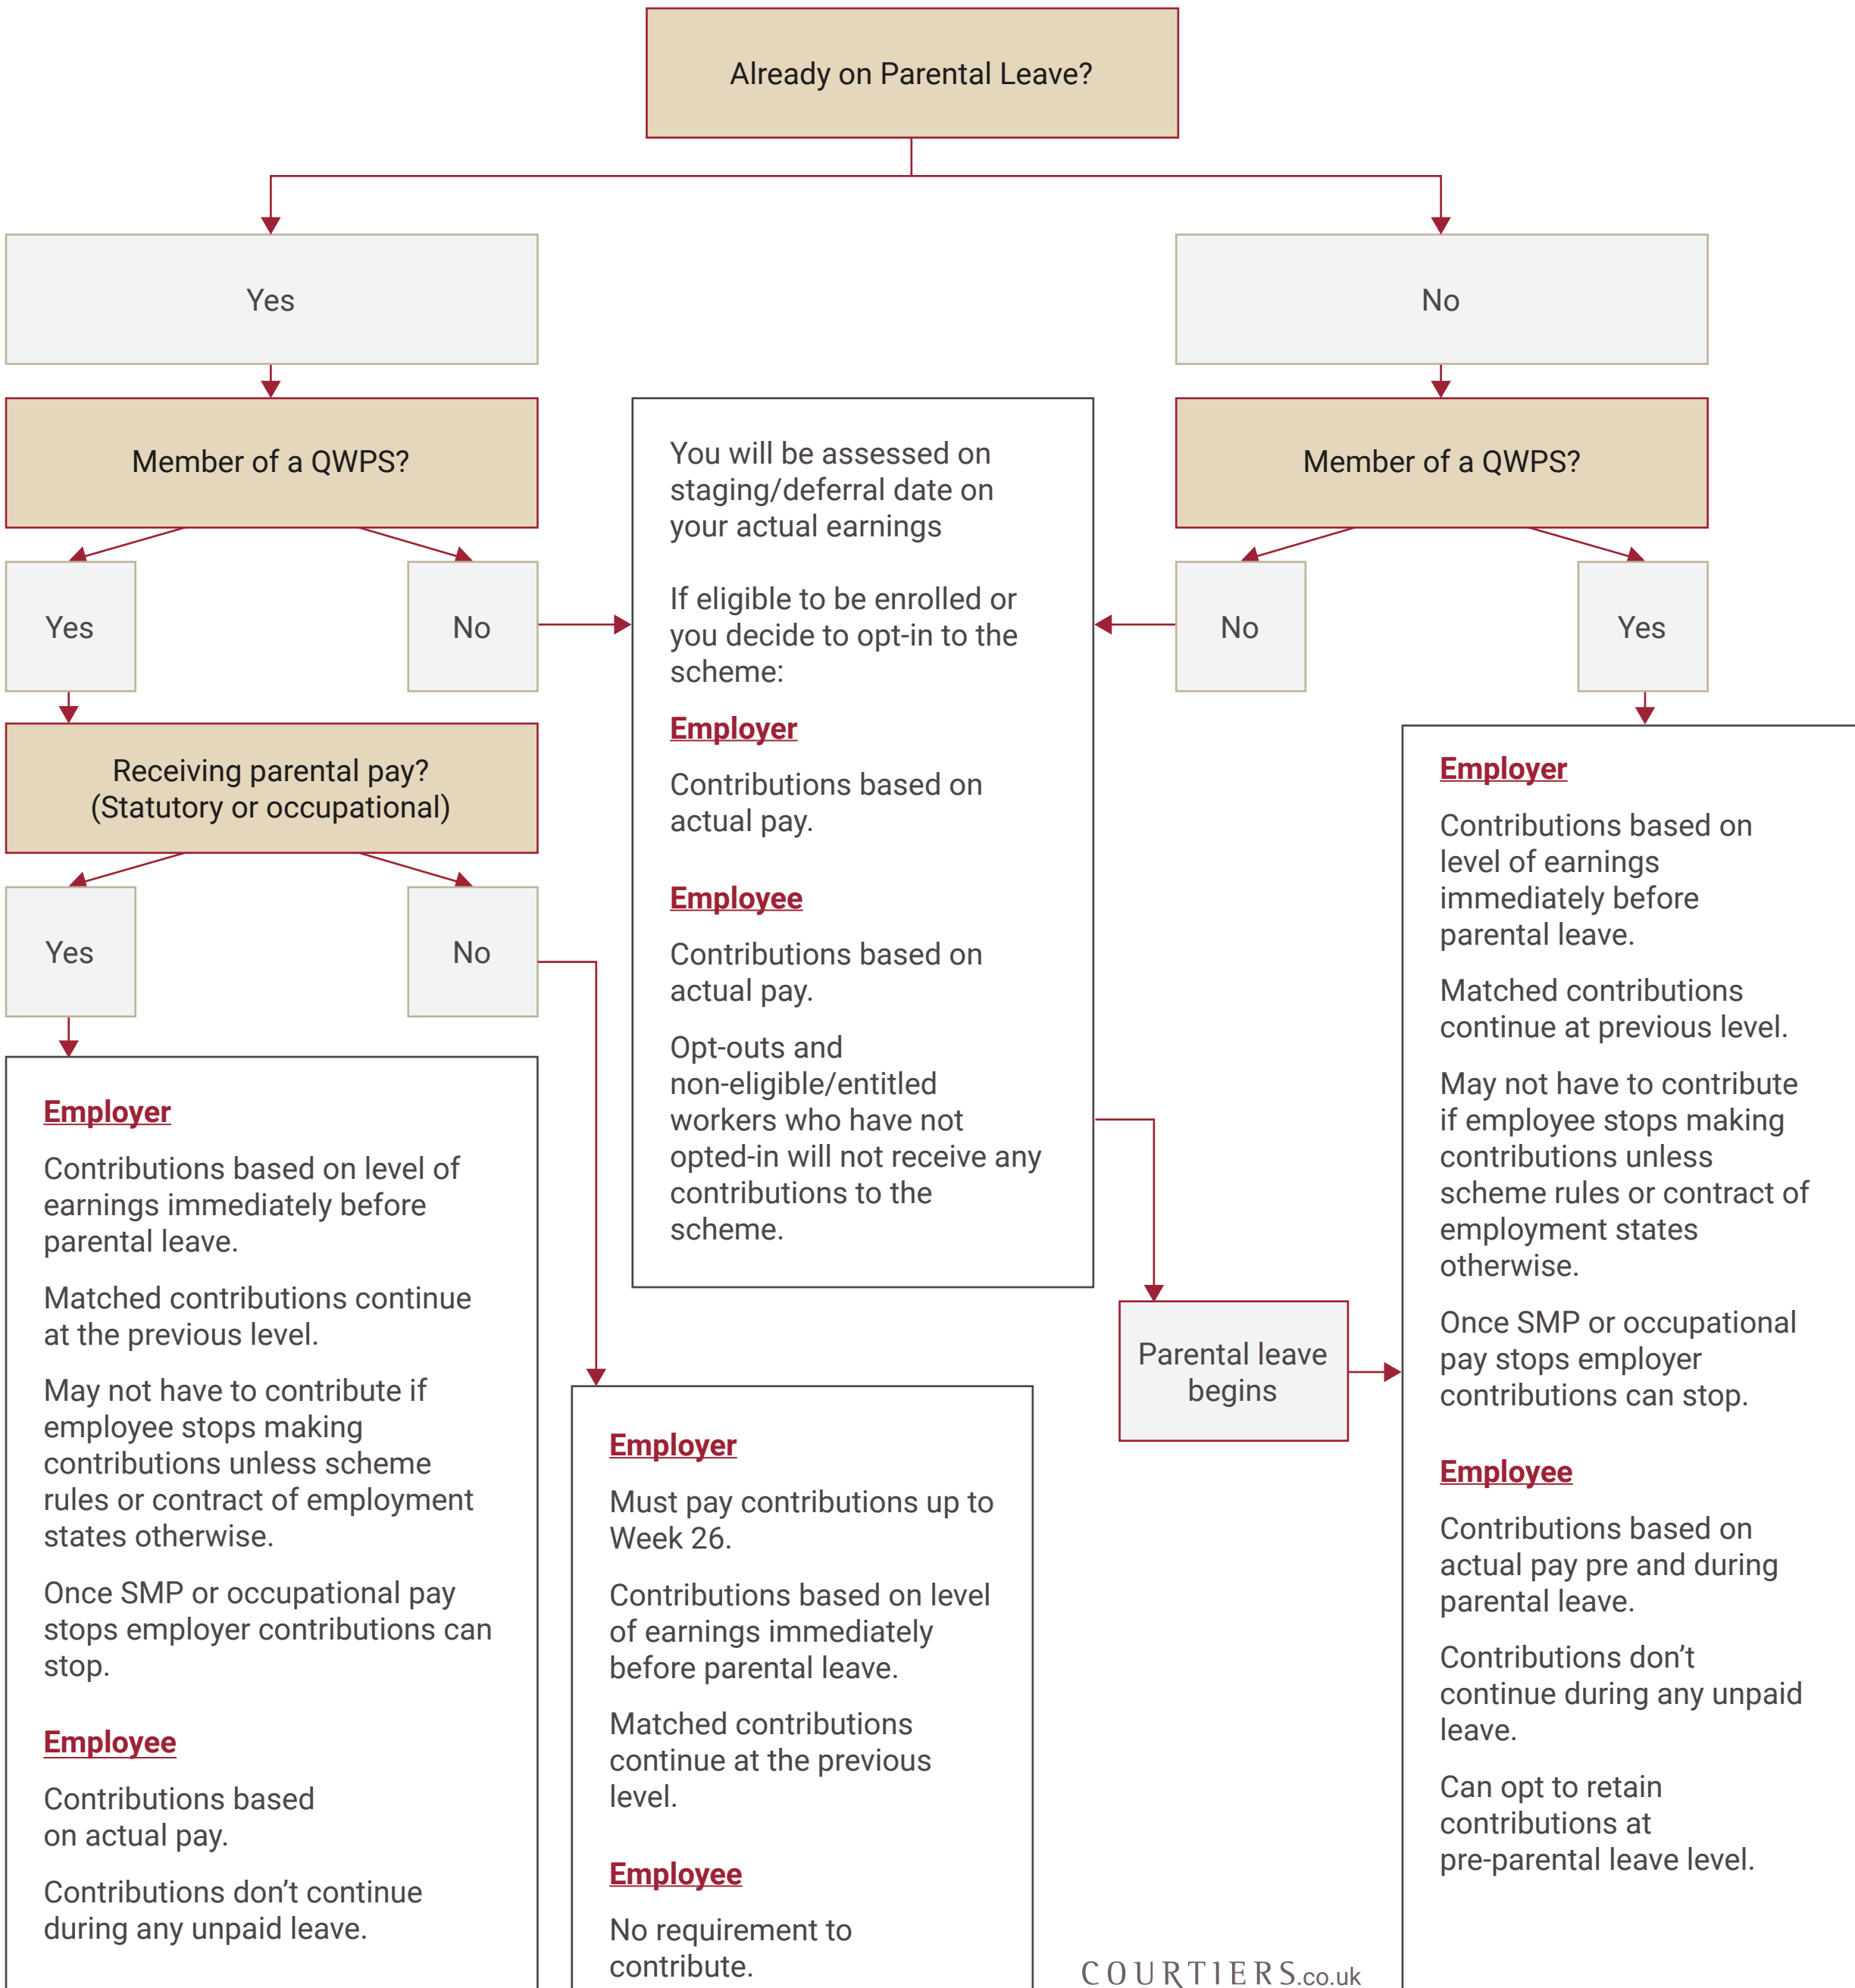 Already on Parental Leave?
Yes
No
Member of a QWPS?
Member of a QWPS?
Yes
No
No
Yes
You will be assessed on
staging/deferral date on
your actual earnings
If eligible to be enrolled or
you decide to opt-in to the
scheme:
Employer
Contributions based on
actual pay.
Employee
Contributions based on
actual pay.
Opt-outs and
non-eligible/entitled
workers who have not
opted-in will not receive any
contributions to the
scheme.
Receiving parental pay?
(Statutory or occupational)
Yes
No
Employer
Contributions based on level of
earnings immediately before
parental leave.
Matched contributions continue
at the previous level.
May not have to contribute if
employee stops making
contributions unless scheme
rules or contract of employment
states otherwise.
Once SMP or occupational pay
stops employer contributions can
stop.
Employee
Contributions based
on actual pay.
Contributions don't continue
during any unpaid leave.
Employer
Must pay contributions up to
Week 26.
Contributions based on level
of earnings immediately
before parental leave.
Matched contributions
continue at the previous
level.
Employee
No requirement to
contribute.
Parental leave
begins
Employer
Contributions based on
level of earnings
immediately before
parental leave.
Matched contributions
continue at previous level.
May not have to contribute
if employee stops making
contributions unless
scheme rules or contract of
employment states
otherwise.
Once SMP or occupational
pay stops employer
contributions can stop.
Employee
Contributions based on
actual pay pre and during
parental leave.
Contributions don't
continue during any unpaid
leave.
Can opt to retain
contributions at
pre-parental leave level.
COURTIERS.co.uk